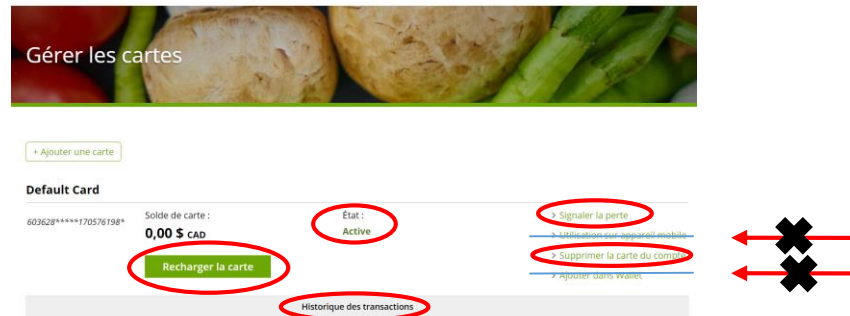 Gérer les cartes
+ Ajouter une carte
Default Card
603628*****170576198*
Solde de carte :
0,00 $ CAD
Recharger la carte
État :
Active
> Signaler la perte
> Utilisation sur appareil mobile
> Supprimer la carte du compte
> Ajouter dans Wallet
Historique des transactions